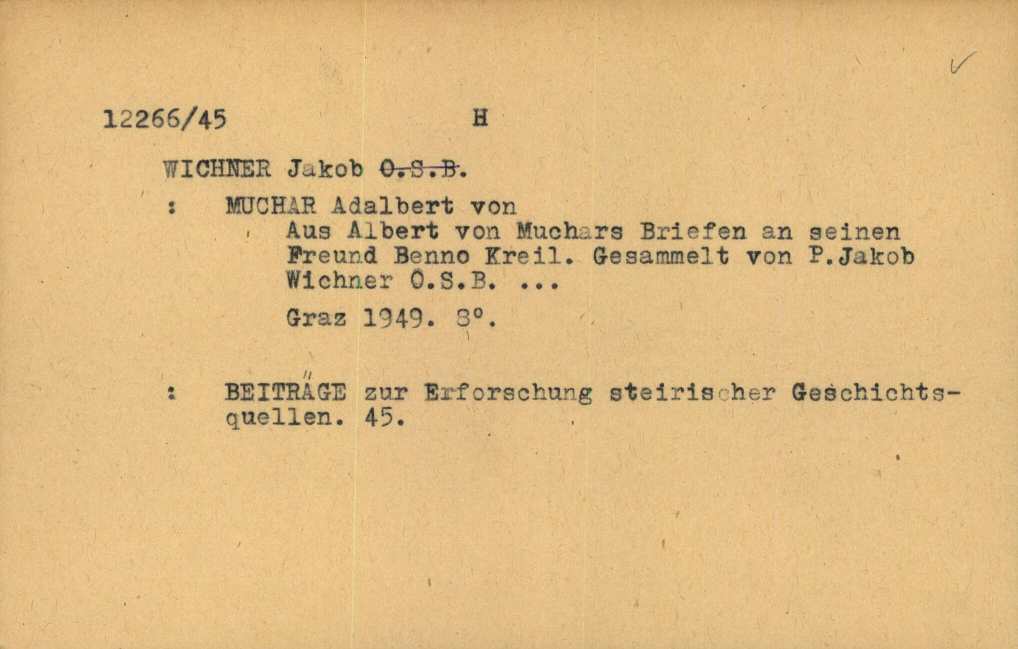 12266/45 H
WICHNER Jakob O.S.B.
: MUCHAR Adalbert von
Aus Albert von Muchars Briefen an seinen
Freund Benno Kreil. Gesammelt von P.Jakob
Wichner O.S.B. ...
Graz 1949. 8°.
: BEITRÄGE zur Erforschung steirischer Geschichts-
quellen. 45.